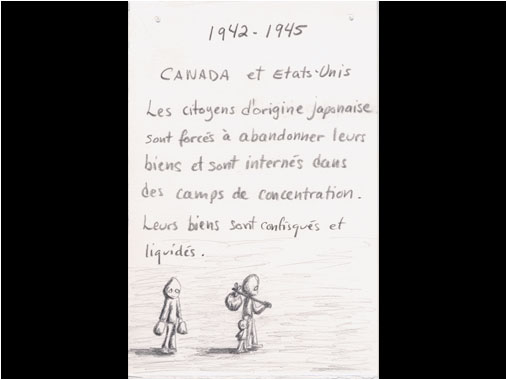 1942-1945
CANADA et Etats-Unis
Les citoyens d'origine japonaise
sont forcés à abandonner leurs
biens et sont internés dans
des camps de concentration.
Leurs biens sont confisqués et
liquidés.